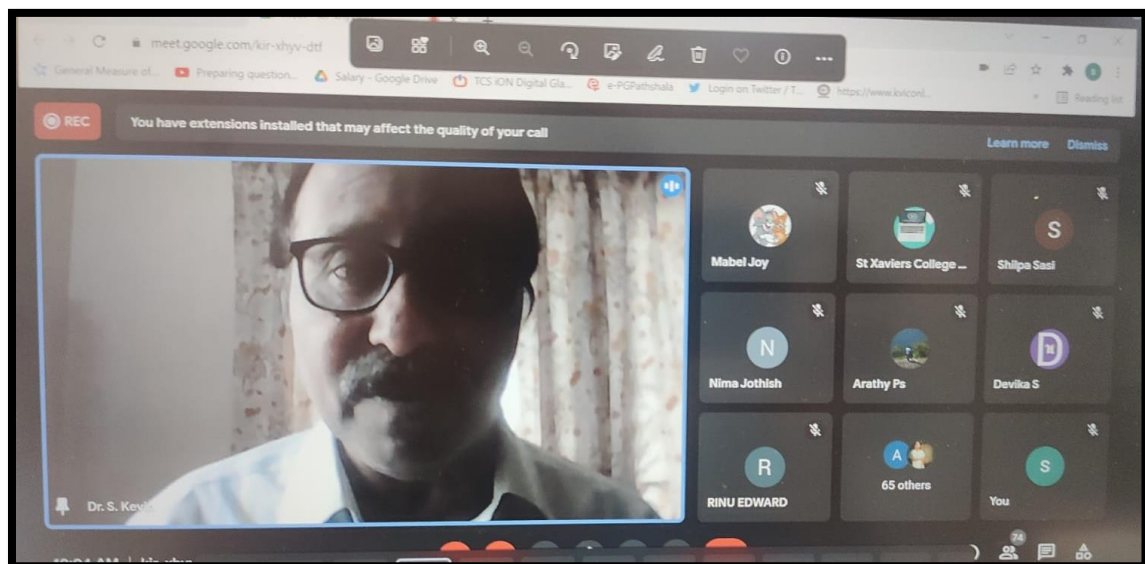 meet.google.com/kir-xhyv-dtf
General Measure of...
Preparing question...
Salary - Google Drive
TCS iON Digital Gla...
e-PGPathshala
Login on Twitter / T...
https://www.kviconl...
Reading list
REC
You have extensions installed that may affect the quality of your call
Learn more
Dismiss
Mabel Joy
St Xaviers College ...
S
Shilpa Sasi
N
Nima Jothish
Arathy Ps
D
Devika S
R
RINU EDWARD
A
65 others
S
You
Dr. S. Kevi
74